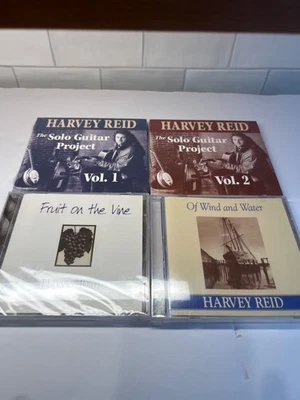 HARVEY REID
The Solo Guitar
Project
Vol. 1
HARVEY REID
The Solo Guitar
Project
Vol. 2
Fruit on the Vine
Of Wind and Water
HARVEY REID